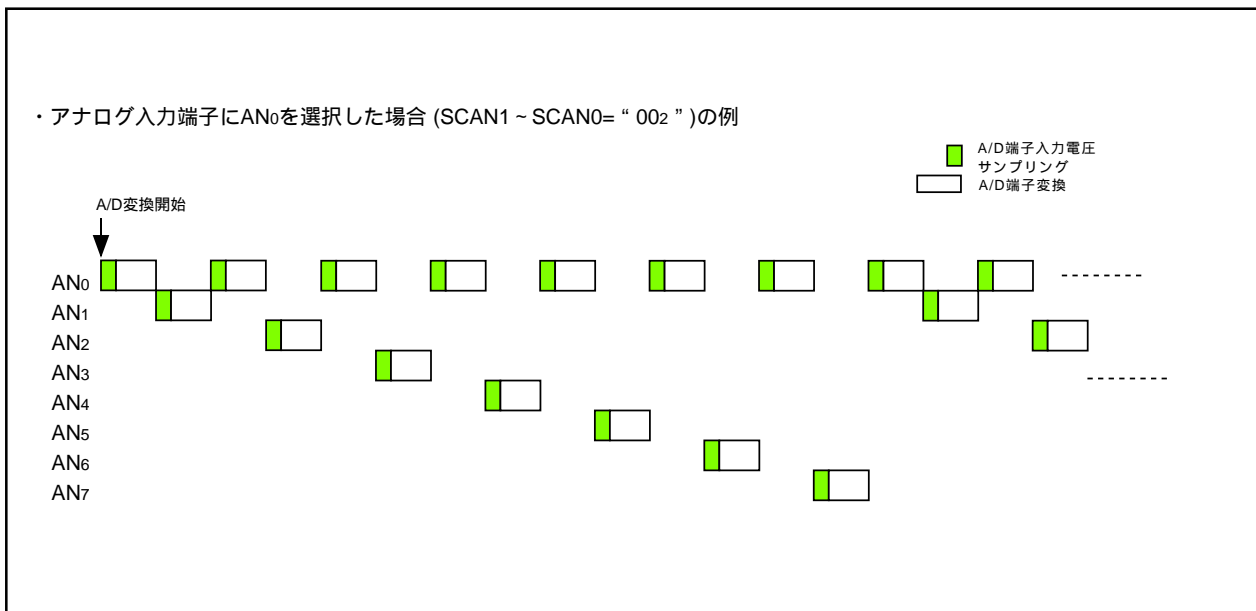 ・アナログ入力端子にAN0を選択した場合 (SCAN1 ~ SCAN0= “ 002 ” )の例
A/D端子入力電圧
サンプリング
A/D端子変換
A/D変換開始
AN0
AN1
AN2
AN3
AN4
AN5
AN6
AN7